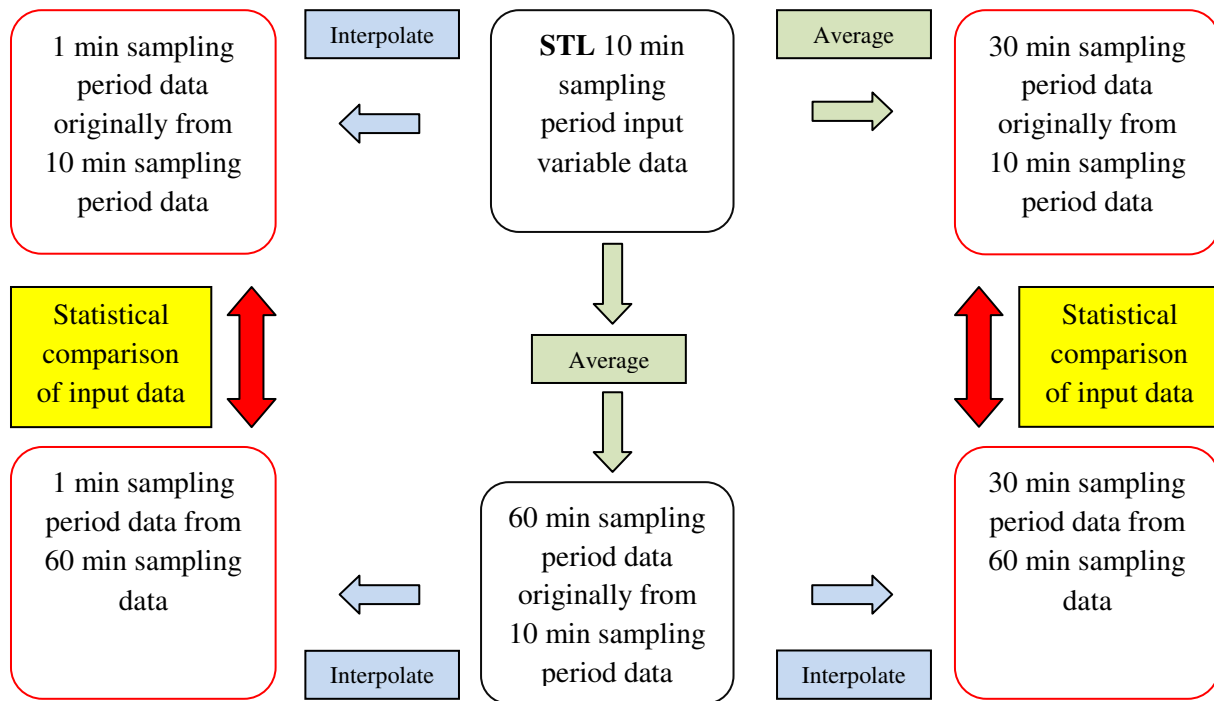 1 min sampling
period data
originally from
10 min sampling
period data
Interpolate
STL 10 min
sampling
period input
variable data
Average
30 min sampling
period data
originally from
10 min sampling
period data
Statistical
comparison
of input data
Average
Statistical
comparison
of input data
1 min sampling
period data from
60 min sampling
data
Interpolate
60 min sampling
period data
originally from
10 min sampling
period data
Interpolate
30 min sampling
period data from
60 min sampling
data